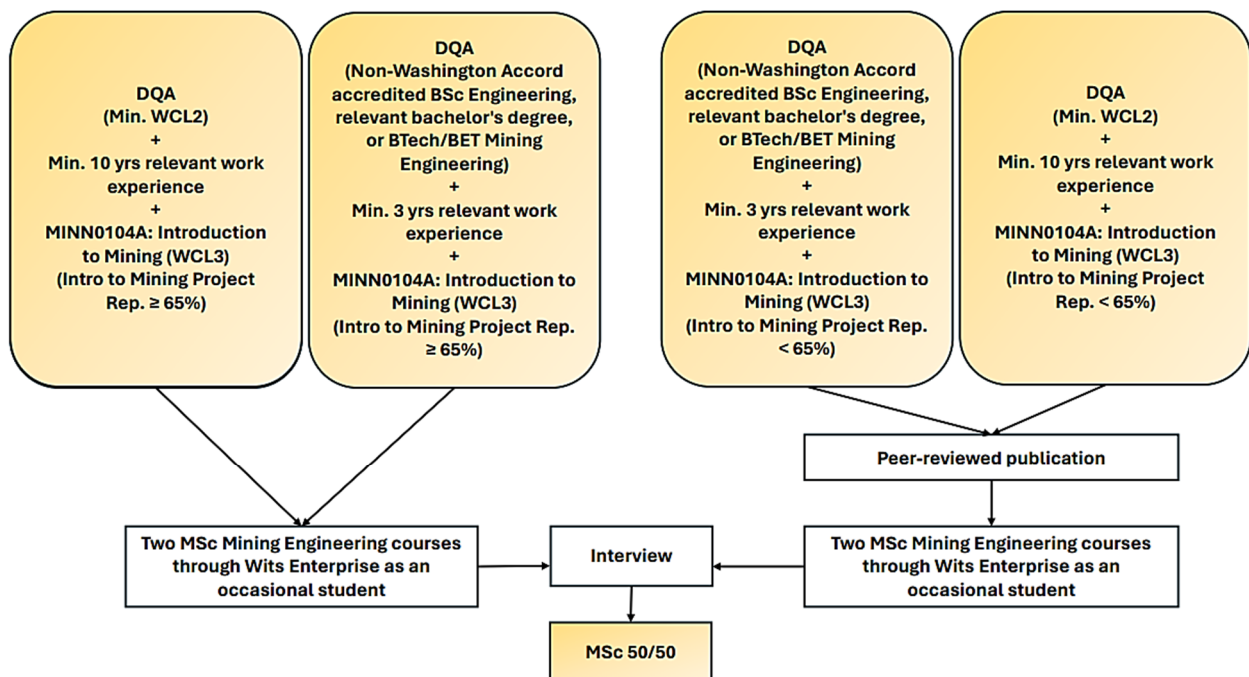 DQA
(Min. WCL2)
+
Min. 10 yrs relevant work
experience
+
MINN0104A: Introduction
to Mining (WCL3)
(Intro to Mining Project
Rep. ≥ 65%)
DQA
(Non-Washington Accord
accredited BSc Engineering,
relevant bachelor's degree,
or BTech/BET Mining
Engineering)
+
Min. 3 yrs relevant work
experience
+
MINN0104A: Introduction to
Mining (WCL3)
(Intro to Mining Project Rep.
≥ 65%)
DQA
(Non-Washington Accord
accredited BSc Engineering,
relevant bachelor's degree,
or BTech/BET Mining
Engineering)
+
Min. 3 yrs relevant work
experience
+
MINN0104A: Introduction to
Mining (WCL3)
(Intro to Mining Project Rep.
< 65%)
DQA
(Min. WCL2)
+
Min. 10 yrs relevant work
experience
+
MINN0104A: Introduction
to Mining (WCL3)
(Intro to Mining Project
Rep. < 65%)
Peer-reviewed publication
Two MSc Mining Engineering courses
through Wits Enterprise as an
occasional student
Interview
Two MSc Mining Engineering courses
through Wits Enterprise as an
occasional student
MSc 50/50